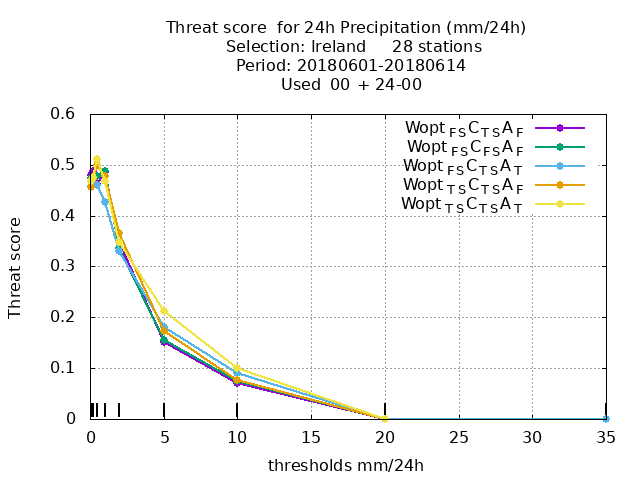 Threat score  for 24h Precipitation (mm/24h)
Selection: Ireland     28 stations
Period: 20180601-20180614
Used  00 + 24-00
Wopt FS C TS A F
Wopt FS C FS A F
Wopt FS C TS A T
Wopt TS C TS A F
Wopt TS C TS A T
Threat score
0.6
0.5
0.4
0.3
0.2
0.1
0
0 5 10 15 20 25 30 35
thresholds mm/24h